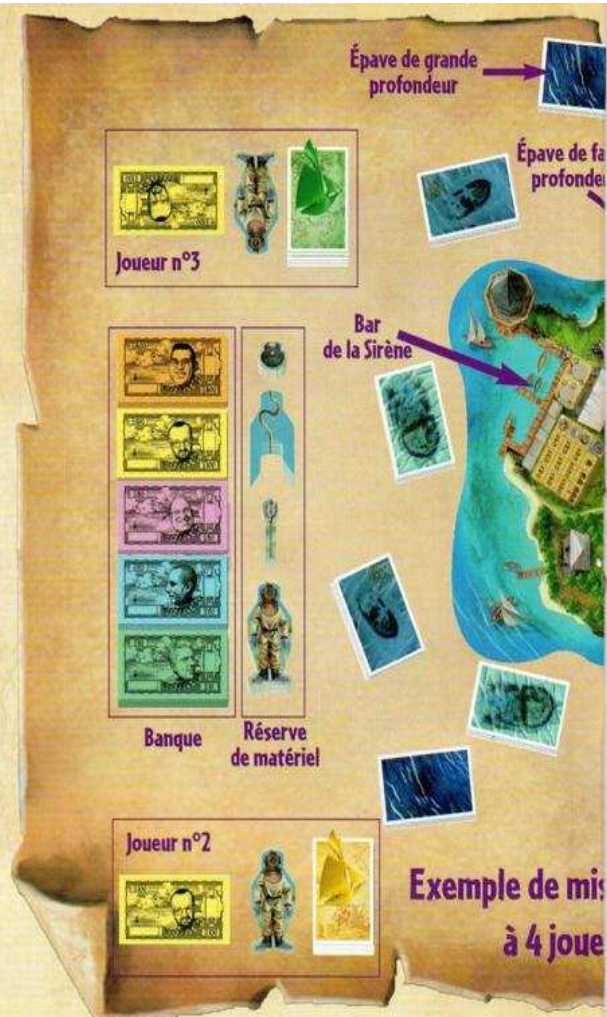 Épave de grande
profondeur
Épave de fa
profonde
Joueur n°3
Bar
de la Sirène
Banque
Réserve
de matériel
Joueur n°2
Exemple de mis
à 4 joue